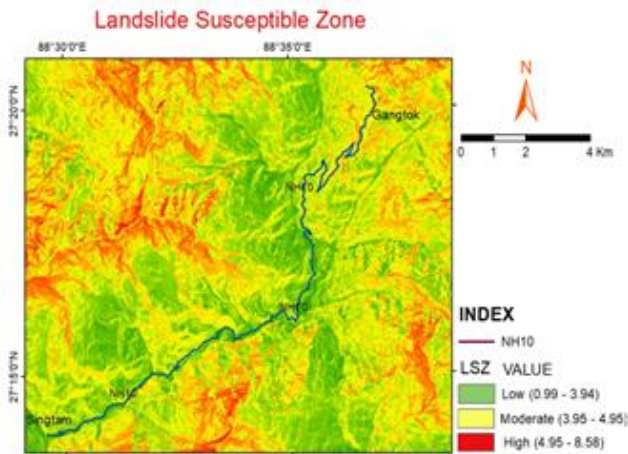 Landslide Susceptible Zone
88°30'0"E 88°35'0"E
27°20'0"N
27°15'0"N
Gangtok
NH10
NH10
NH10
Singtam
N
0 1 2 4 Km
INDEX
NH10
LSZ VALUE
Low (0.99 - 3.94)
Moderate (3.95 - 4.95)
High (4.95 - 8.58)